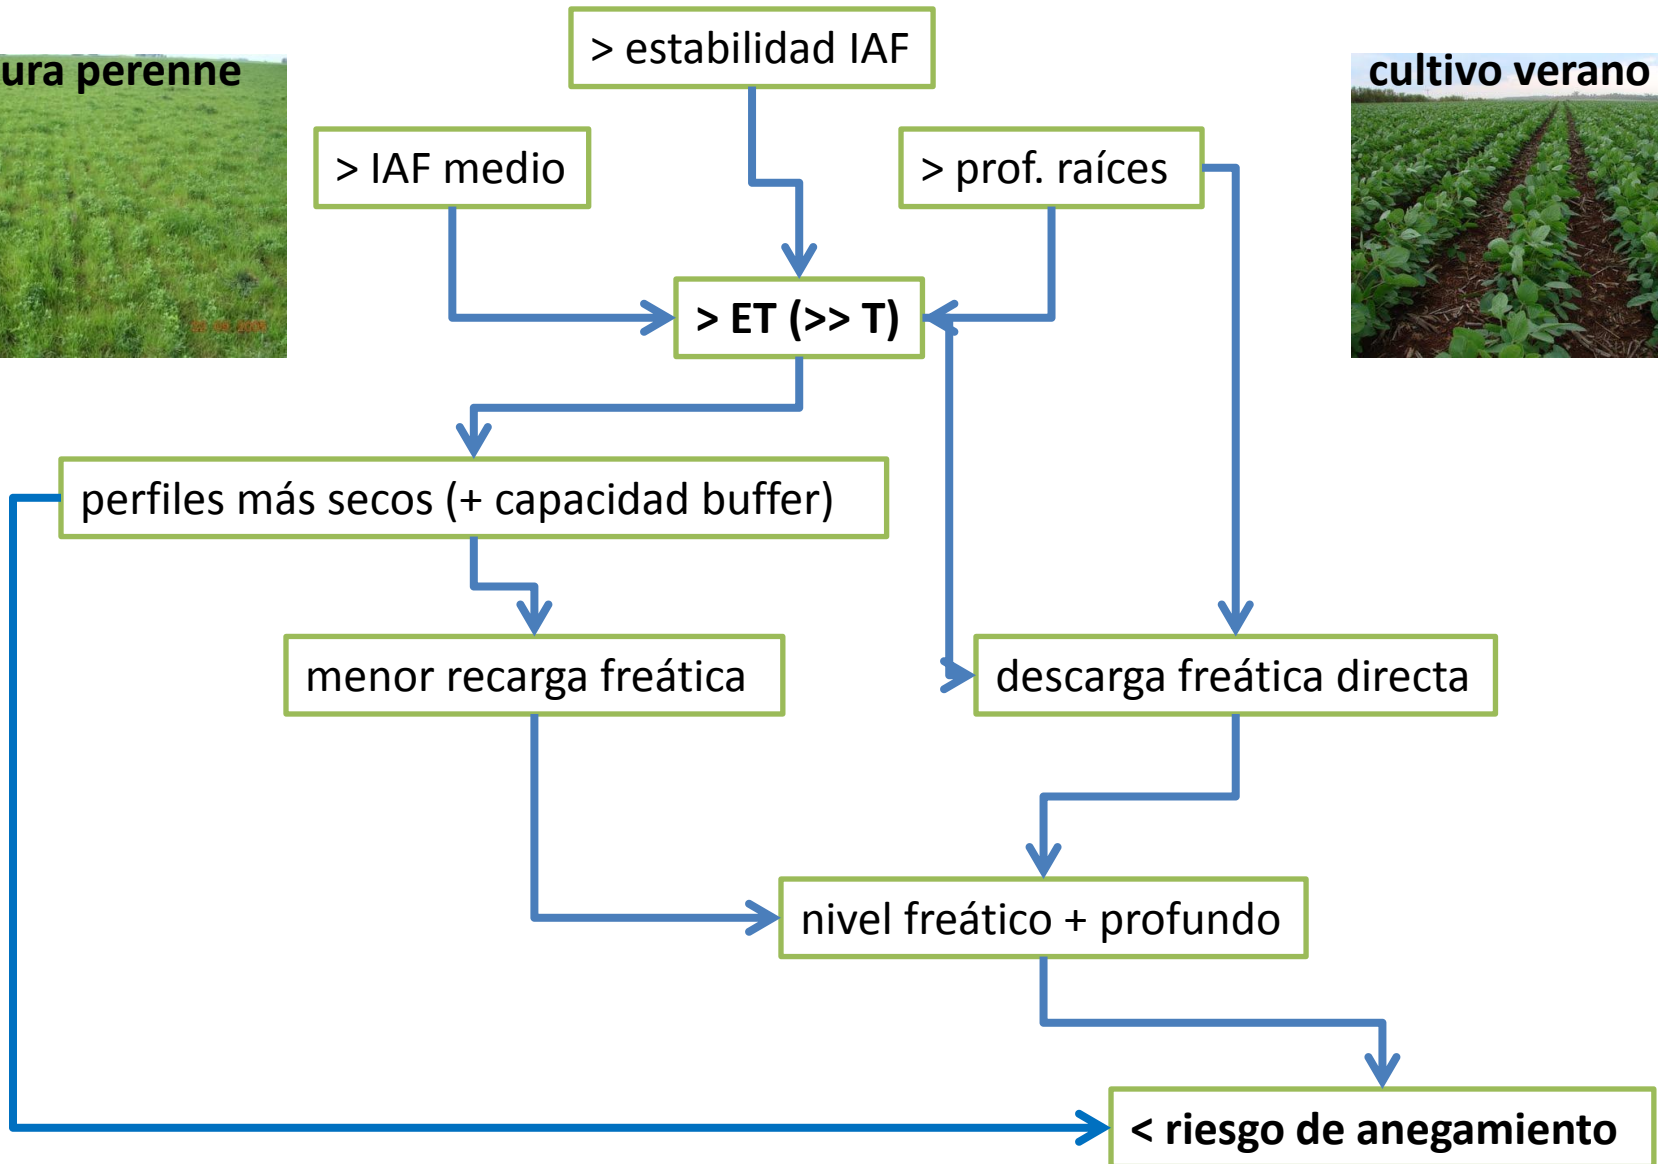 > estabilidad IAF
ura perenne
cultivo verano
> IAF medio
> prof. raíces
> ET (>> T)
perfiles más secos (+ capacidad buffer)
menor recarga freática
descarga freática directa
nivel freático + profundo
< riesgo de anegamiento